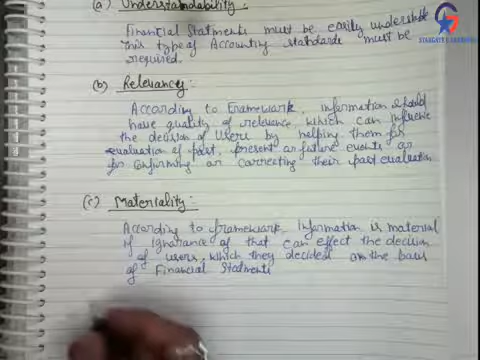 (a) Understandability :
Financial Statments must be easily understable
This type of Accounting standards must be
required.
(b) Relevancy :
According to Framework, information should
have quality of relevance which can influence
the decision of Users by helping them for
evaluation of past, present or future events or
for confirming or correcting their past evaluation
(c) Materiality :
According to framework Information is material
if ignorance of that can effect the decision
of users which they decided on the basis
of Financial Statments